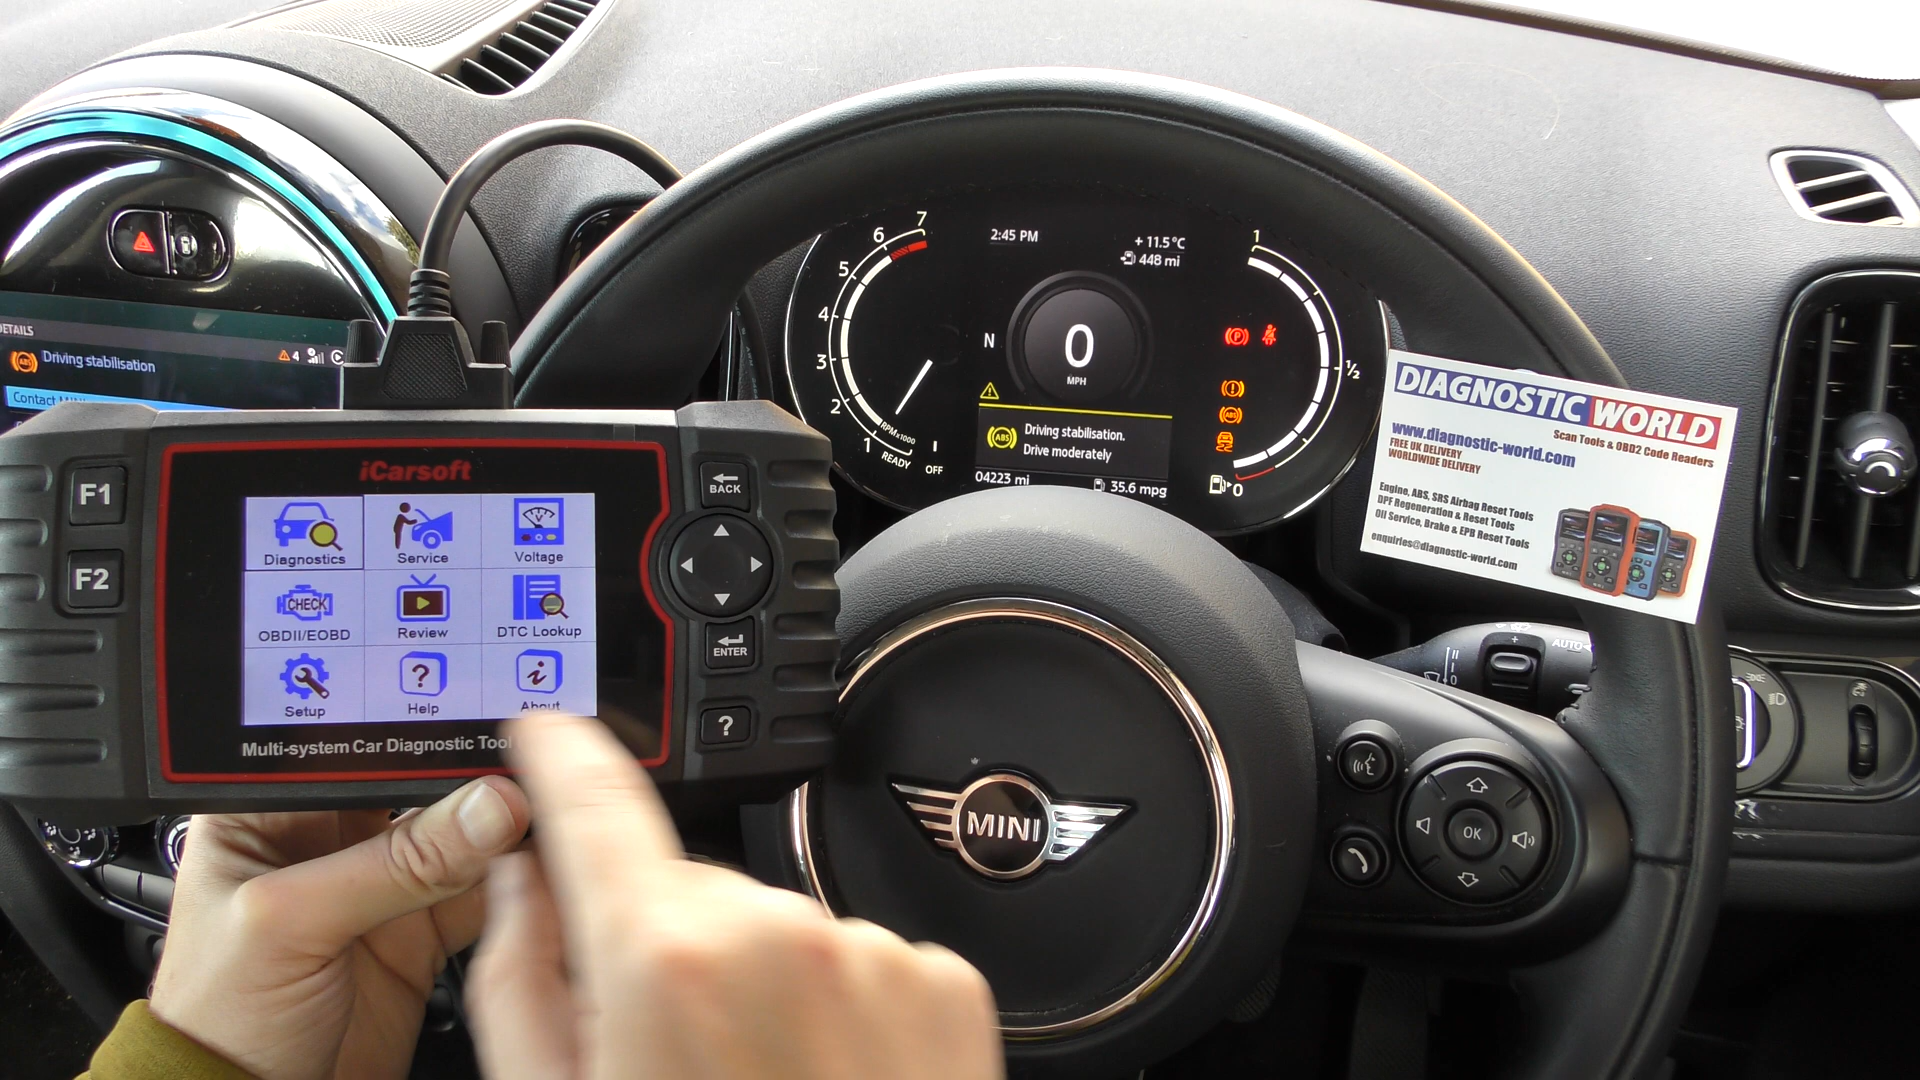 DETAILS
ABS
Driving stabilisation
4
Contact
F1
F2
iCarsoft
Diagnostics
Service
Voltage
V
CHECK
OBDII/EOBD
Review
DTC Lookup
Setup
?
Help
i
About
Multi-system Car Diagnostic Tool
BACK
ENTER
?
7
6
5
4
3
2
1
RPMx1000
READY
OFF
2:45 PM
+ 11.5°C
448 mi
N
0
MPH
ABS
Driving stabilisation.
Drive moderately
04223 mi
35.6 mpg
P
ABS
1
1/2
0
DIAGNOSTIC WORLD
www.diagnostic-world.com
Scan Tools & OBD2 Code Readers
FREE UK DELIVERY
WORLDWIDE DELIVERY
Engine, ABS, SRS Airbag Reset Tools
DPF Regeneration & Reset Tools
Oil Service, Brake & EPB Reset Tools
enquiries@diagnostic-world.com
AUTO
MINI
OK